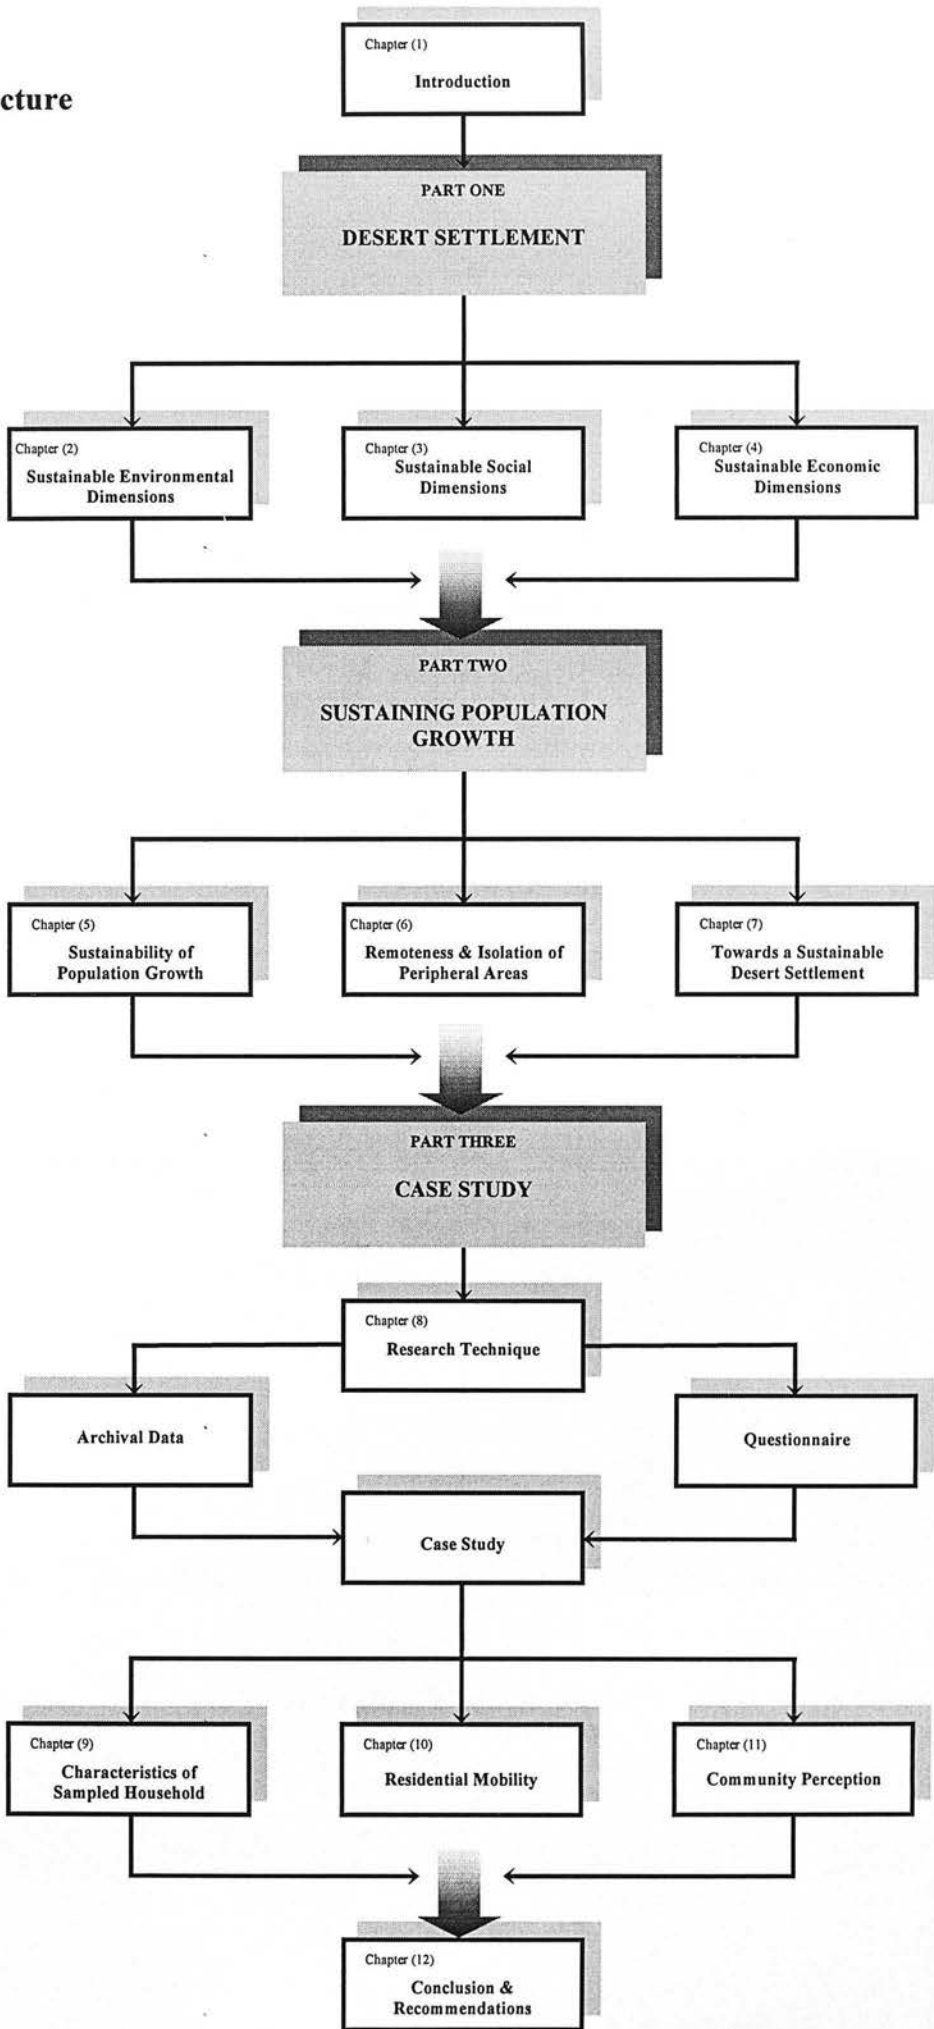 Chapter (1)
Introduction
cture
PART ONE
DESERT SETTLEMENT
Chapter (2)
Sustainable Environmental
Dimensions
Chapter (3)
Sustainable Social
Dimensions
Chapter (4)
Sustainable Economic
Dimensions
PART TWO
SUSTAINING POPULATION
GROWTH
Chapter (5)
Sustainability of
Population Growth
Chapter (6)
Remoteness & Isolation of
Peripheral Areas
Chapter (7)
Towards a Sustainable
Desert Settlement
PART THREE
CASE STUDY
Chapter (8)
Research Technique
Archival Data
Questionnaire
Case Study
Chapter (9)
Characteristics of
Sampled Household
Chapter (10)
Residential Mobility
Chapter (11)
Community Perception
Chapter (12)
Conclusion &
Recommendations